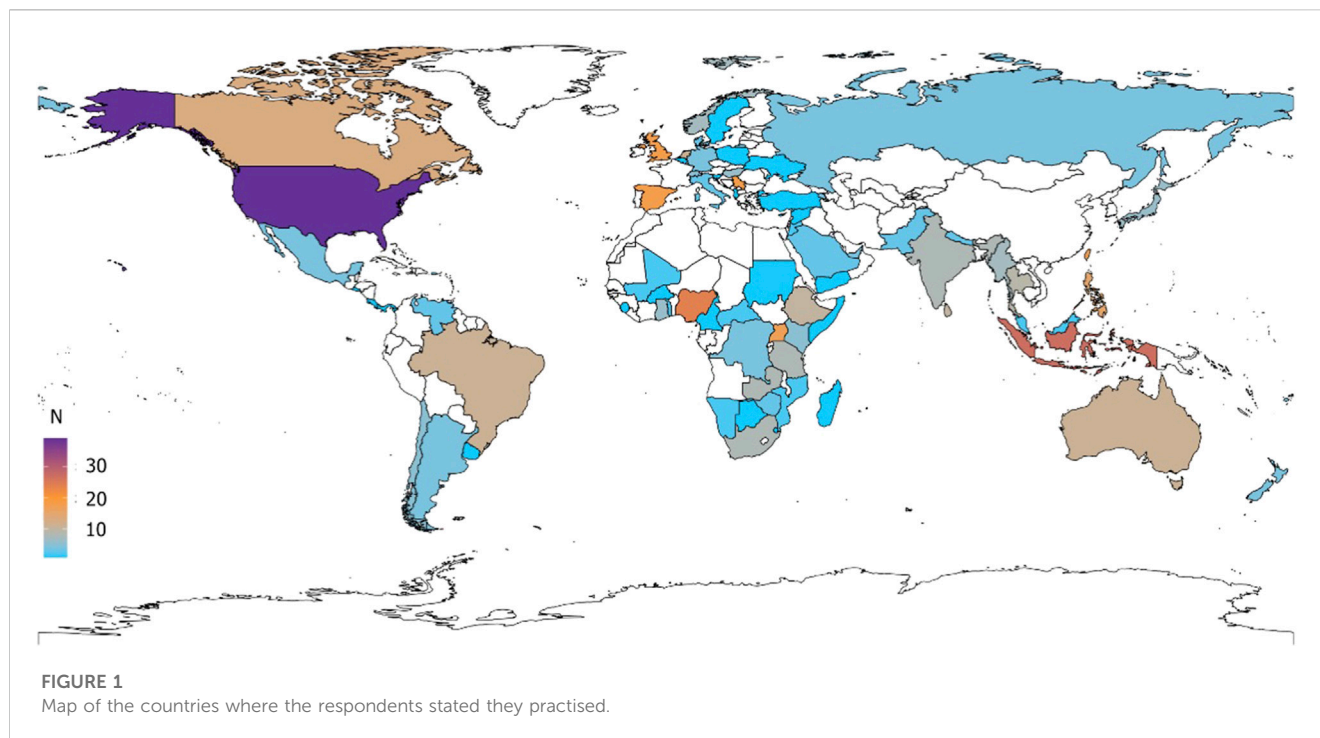 N
30
20
10
FIGURE 1
Map of the countries where the respondents stated they practised.